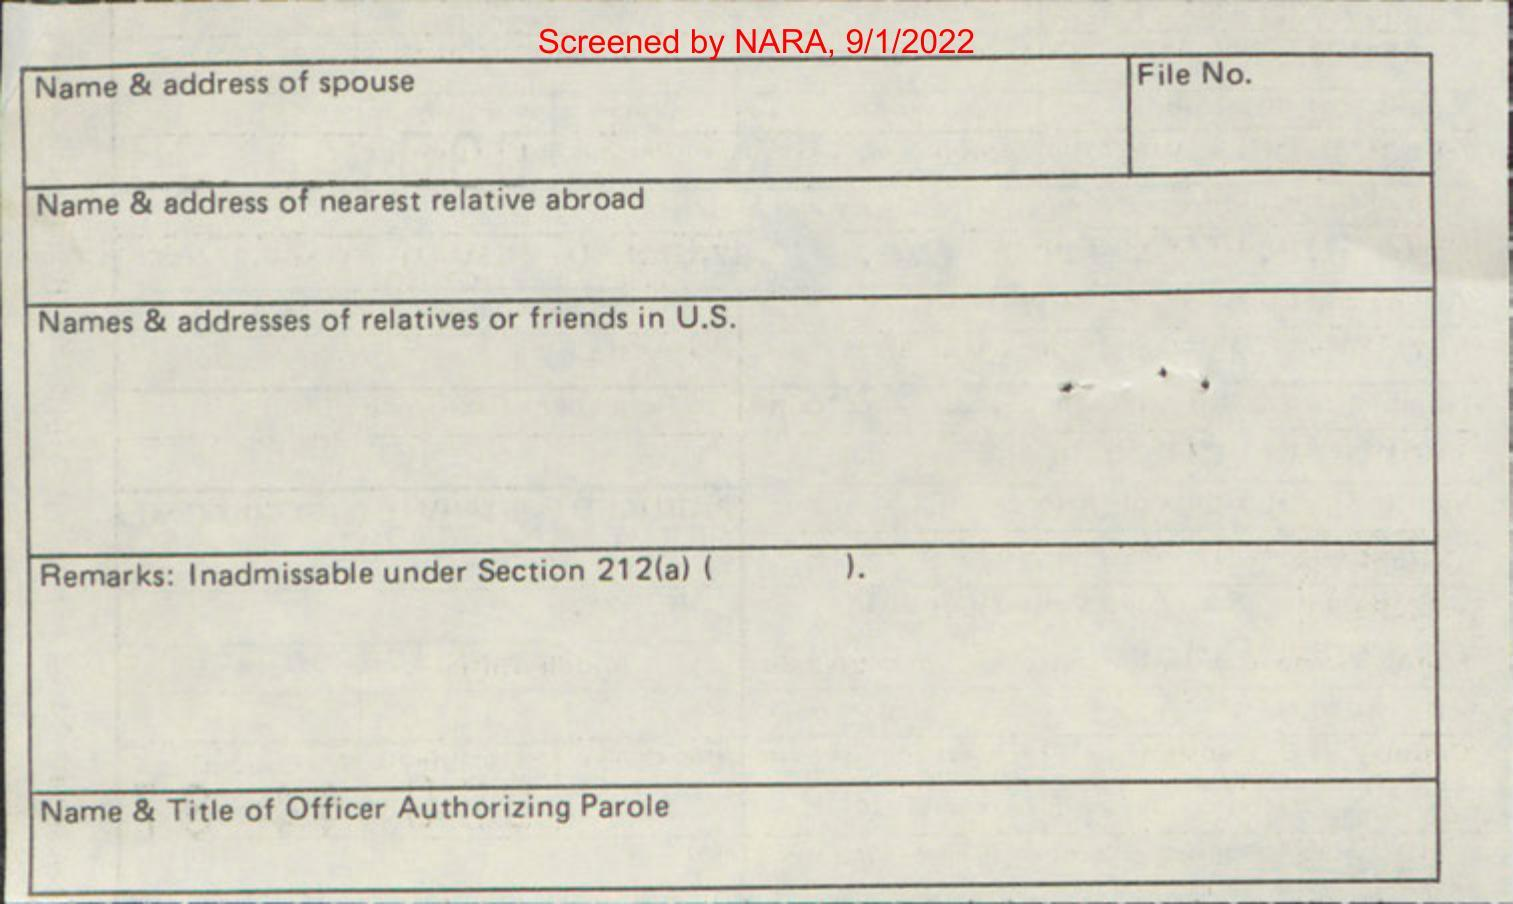 Screened by NARA, 9/1/2022
Name & address of spouse
File No.
Name & address of nearest relative abroad
Names & addresses of relatives or friends in U.S.
Remarks: Inadmissable under Section 212(a) ( ).
Name & Title of Officer Authorizing Parole